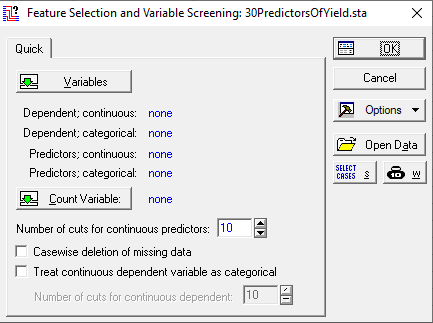 Feature Selection and Variable Screening: 30PredictorsOfYield.sta
Quick
Variables
Dependent; continuous: none
Dependent; categorical: none
Predictors; continuous: none
Predictors; categorical: none
Count Variable: none
Number of cuts for continuous predictors: 10
Casewise deletion of missing data
Treat continuous dependent variable as categorical
Number of cuts for continuous dependent: 10
OK
Cancel
Options
Open Data
SELECT CASES S
W